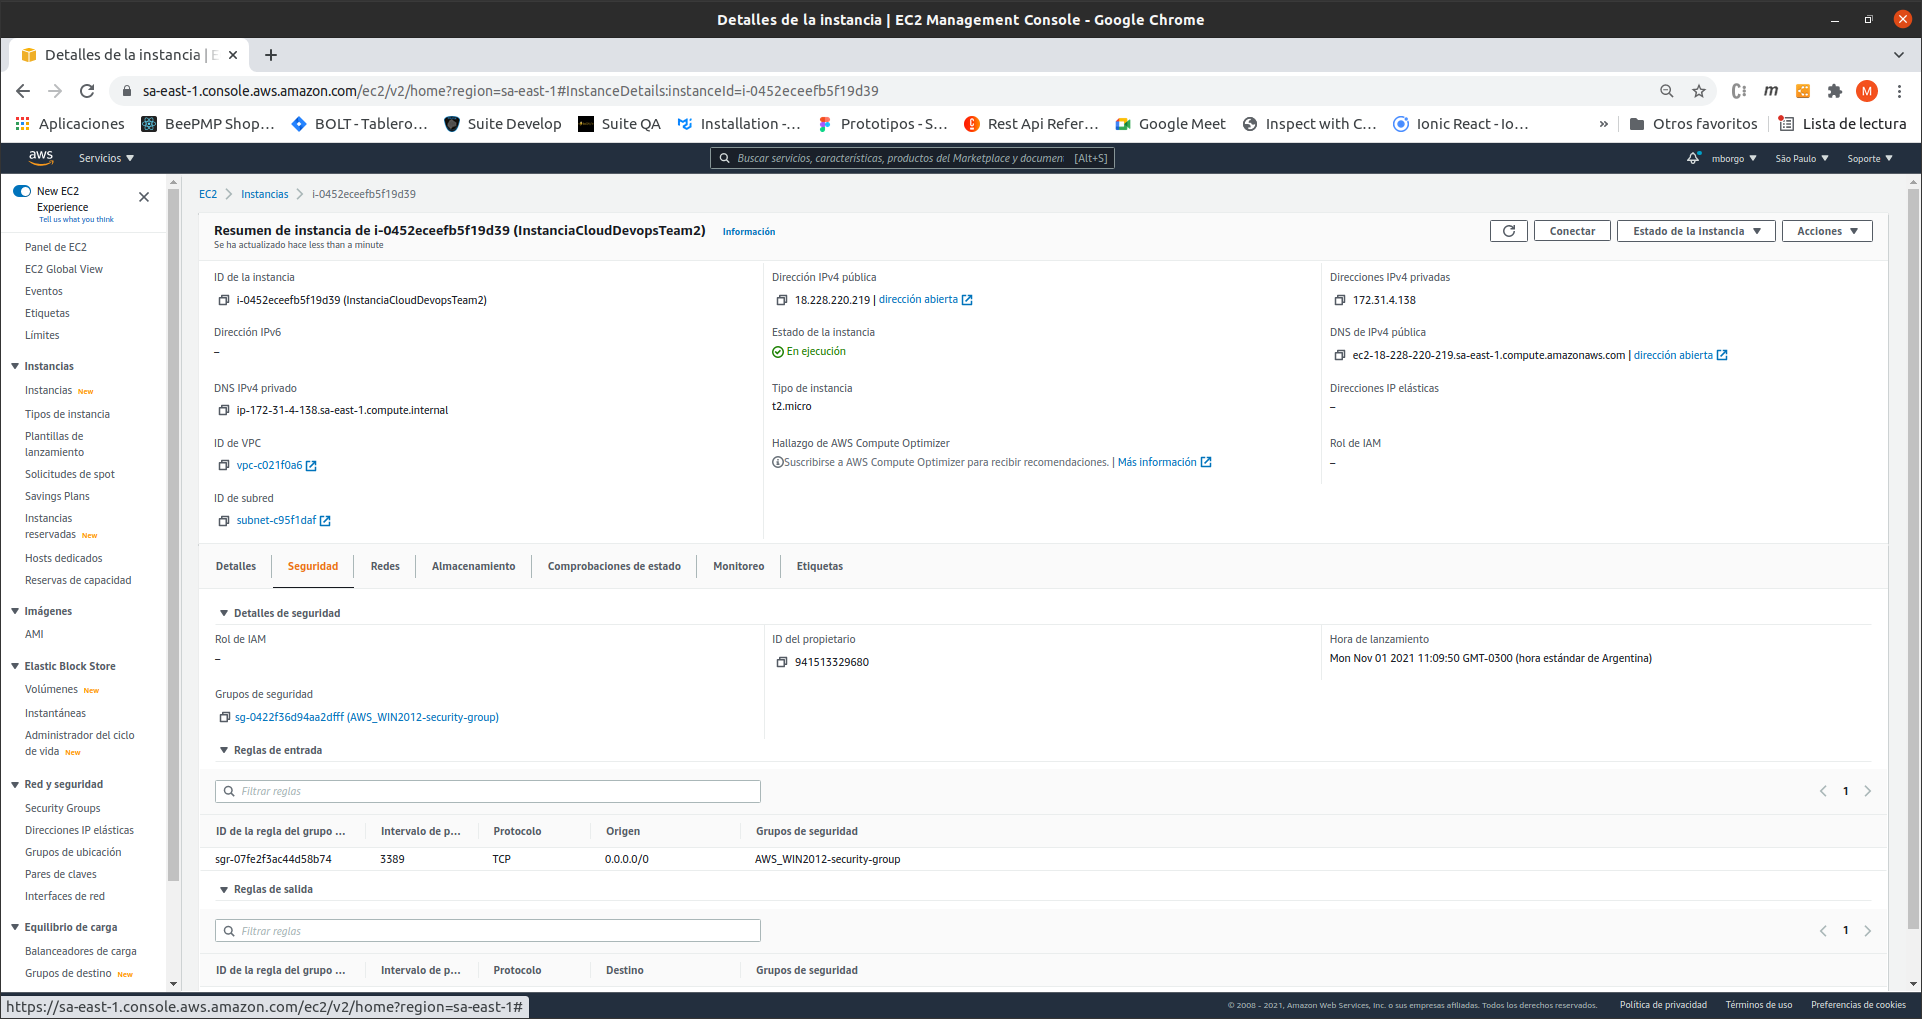 Detalles de la instancia | EC2 Management Console - Google Chrome
Detalles de la instancia | E
sa-east-1.console.aws.amazon.com/ec2/v2/home?region=sa-east-1#InstanceDetails:instanceId=i-0452eceefb5f19d39
M
Aplicaciones BeePMP Shop... BOLT - Tablero... Suite Develop Suite QA Installation -... Prototipos - S... Rest Api Refer... Google Meet Inspect with C... Ionic React - Io... » Otros favoritos Lista de lectura
aws Servicios Buscar servicios, características, productos del Marketplace y document [Alt+S] mborgo São Paulo Soporte
New EC2
Experience
Tell us what you think
Panel de EC2
EC2 Global View
Eventos
Etiquetas
Límites
Instancias
Instancias New
Tipos de instancia
Plantillas de
lanzamiento
Solicitudes de spot
Savings Plans
Instancias
reservadas New
Hosts dedicados
Reservas de capacidad
Imágenes
AMI
Elastic Block Store
Volúmenes New
Instantáneas
Administrador del ciclo
de vida New
Red y seguridad
Security Groups
Direcciones IP elásticas
Grupos de ubicación
Pares de claves
Interfaces de red
Equilibrio de carga
Balanceadores de carga
Grupos de destino New
EC2 Instancias i-0452eceefb5f19d39
Resumen de instancia de i-0452eceefb5f19d39 (InstanciaCloudDevopsTeam2) Información
Se ha actualizado hace less than a minute
Conectar Estado de la instancia Acciones
ID de la instancia
i-0452eceefb5f19d39 (InstanciaCloudDevopsTeam2)
Dirección IPv4 pública
18.228.220.219 | dirección abierta
Direcciones IPv4 privadas
172.31.4.138
Dirección IPv6
–
Estado de la instancia
En ejecución
DNS de IPv4 pública
ec2-18-228-220-219.sa-east-1.compute.amazonaws.com | dirección abierta
DNS IPv4 privado
ip-172-31-4-138.sa-east-1.compute.internal
Tipo de instancia
t2.micro
Direcciones IP elásticas
–
ID de VPC
vpc-c021f0a6
Hallazgo de AWS Compute Optimizer
Suscribirse a AWS Compute Optimizer para recibir recomendaciones. | Más información
Rol de IAM
–
ID de subred
subnet-c95f1daf
Detalles Seguridad Redes Almacenamiento Comprobaciones de estado Monitoreo Etiquetas
Detalles de seguridad
Rol de IAM
–
ID del propietario
941513329680
Hora de lanzamiento
Mon Nov 01 2021 11:09:50 GMT-0300 (hora estándar de Argentina)
Grupos de seguridad
sg-0422f36d94aa2dfff (AWS_WIN2012-security-group)
Reglas de entrada
Filtrar reglas
1
ID de la regla del grupo ... Intervalo de p... Protocolo Origen Grupos de seguridad
sgr-07fe2f3ac44d58b74 3389 TCP 0.0.0.0/0 AWS_WIN2012-security-group
Reglas de salida
Filtrar reglas
1
ID de la regla del grupo ... Intervalo de p... Protocolo Destino Grupos de seguridad
https://sa-east-1.console.aws.amazon.com/ec2/v2/home?region=sa-east-1#
© 2008 - 2021, Amazon Web Services, Inc. o sus empresas afiliadas. Todos los derechos reservados. Política de privacidad Términos de uso Preferencias de cookies